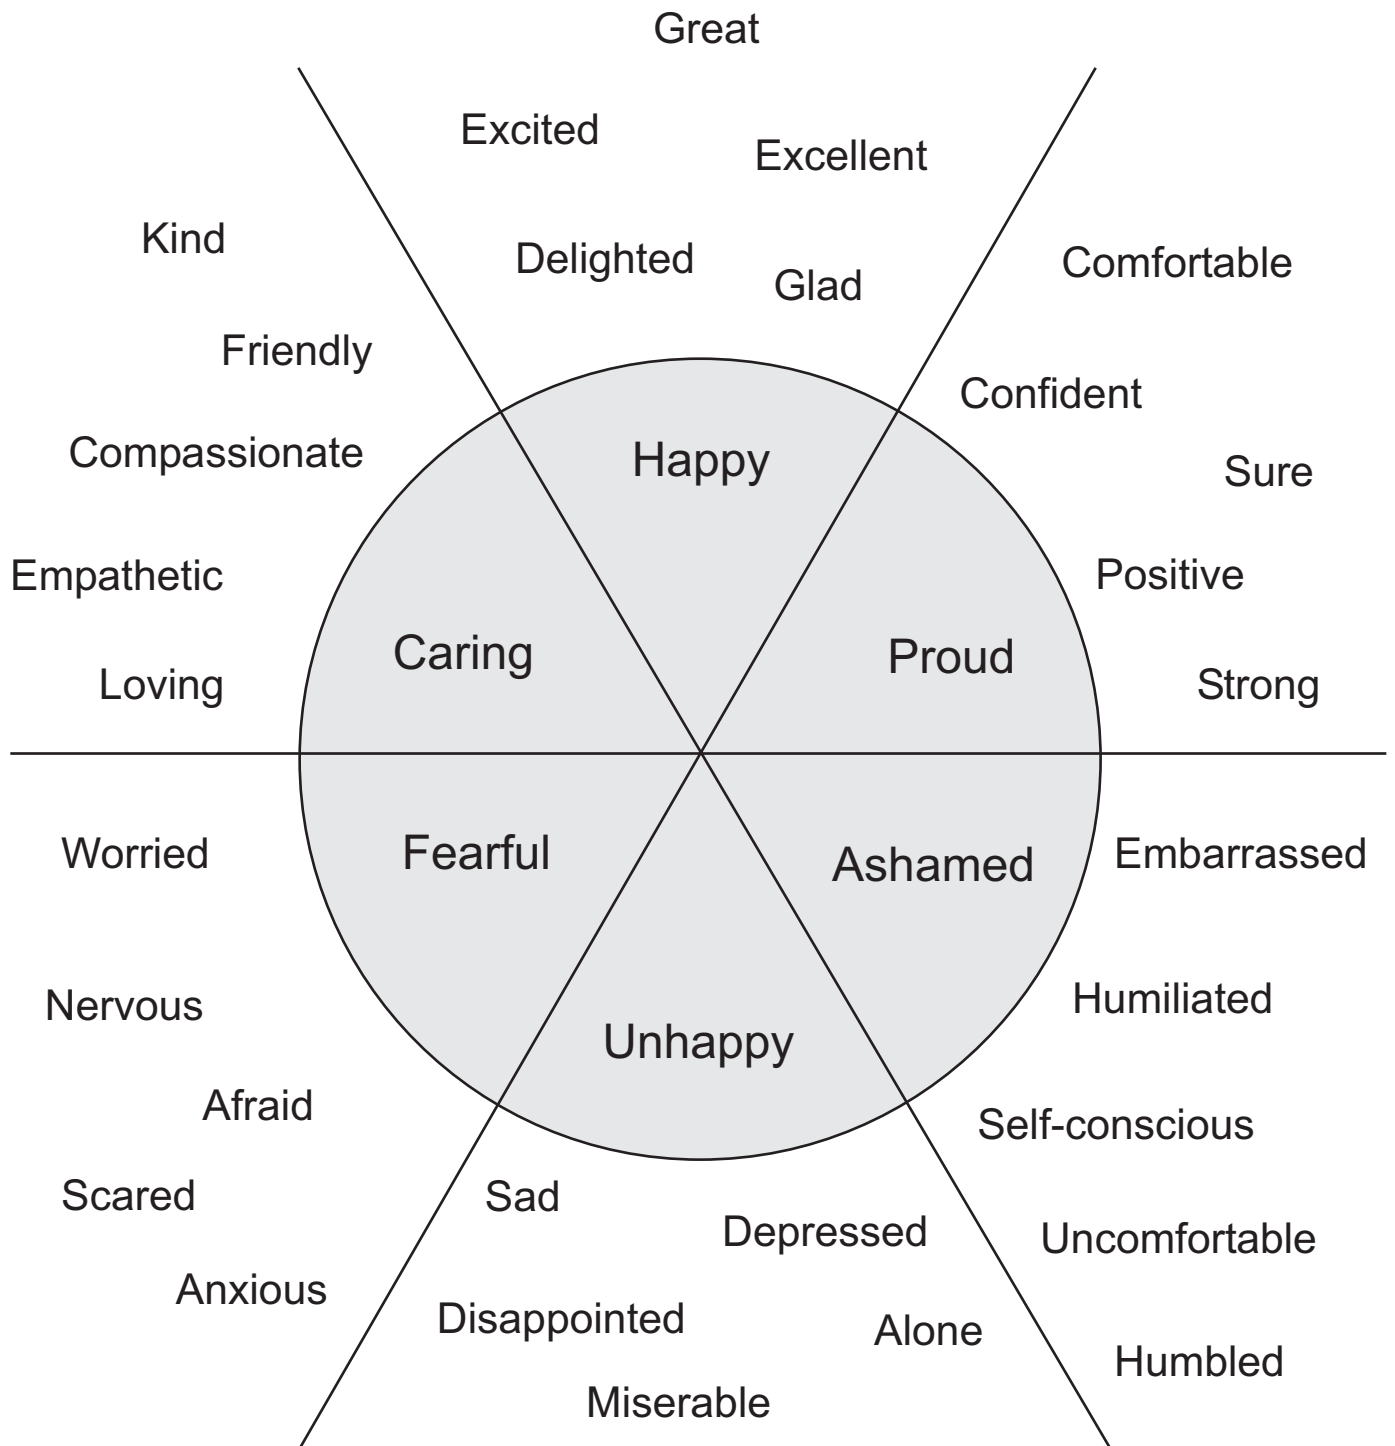 Great
Excited
Excellent
Delighted
Glad
Happy
Kind
Friendly
Compassionate
Empathetic
Loving
Caring
Comfortable
Confident
Sure
Positive
Strong
Proud
Worried
Nervous
Afraid
Scared
Anxious
Fearful
Unhappy
Sad
Depressed
Disappointed
Alone
Miserable
Ashamed
Embarrassed
Humiliated
Self-conscious
Uncomfortable
Humbled